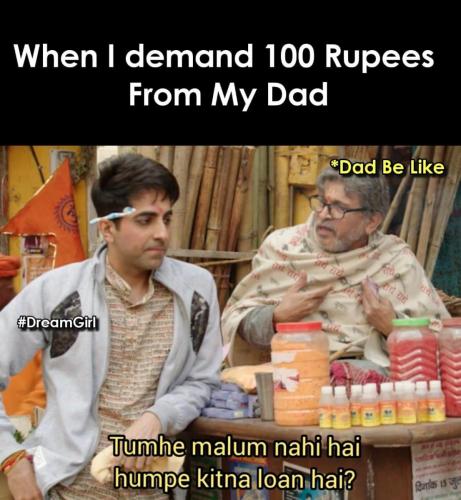 When I demand 100 Rupees
From My Dad
*Dad Be Like
#DreamGirl
Tumhe malum nahi hai
humpe kitna loan hai?